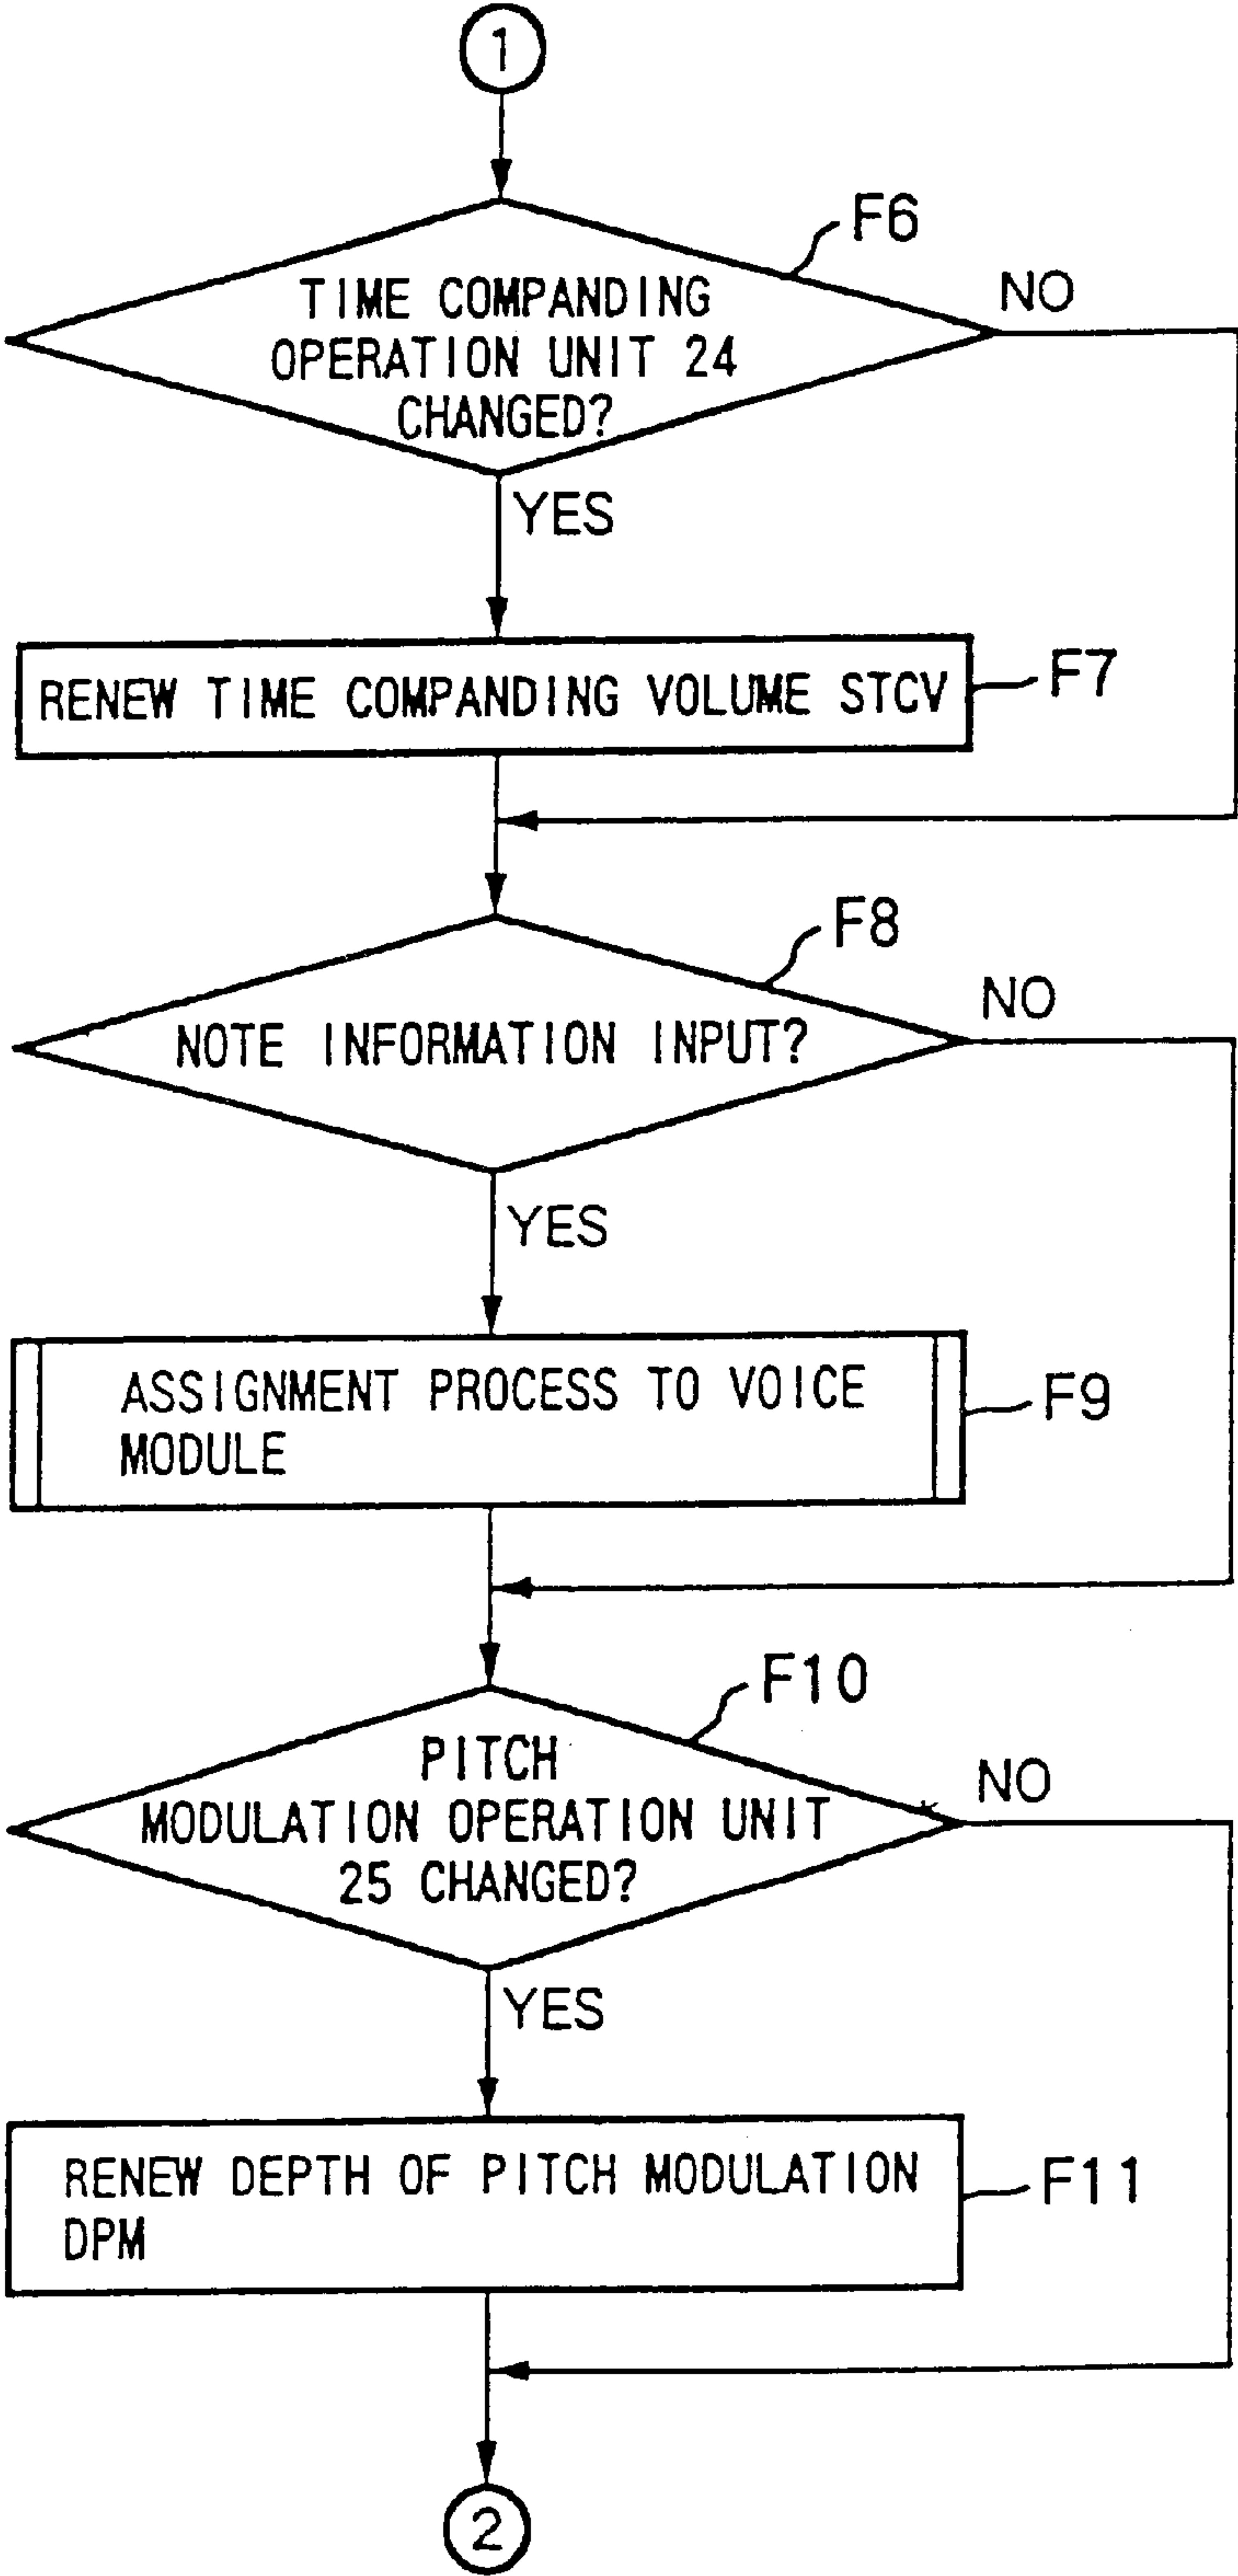 1
F6
TIME COMPANDING
OPERATION UNIT 24
CHANGED?
NO
YES
RENEW TIME COMPANDING VOLUME STCV
F7
F8
NOTE INFORMATION INPUT?
NO
YES
ASSIGNMENT PROCESS TO VOICE
MODULE
F9
F10
PITCH
MODULATION OPERATION UNIT
25 CHANGED?
NO
YES
RENEW DEPTH OF PITCH MODULATION
DPM
F11
2